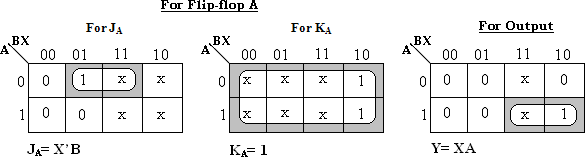 For Flip-flop A
For JA
For KA
For Output
BX
A
00 01 11 10
0 0 1 x x
1 0 0 x x
JA= X'B
BX
A
00 01 11 10
0 x x x 1
1 x x x 1
KA= 1
BX
A
00 01 11 10
0 0 0 x 0
1 0 0 x 1
Y= XA